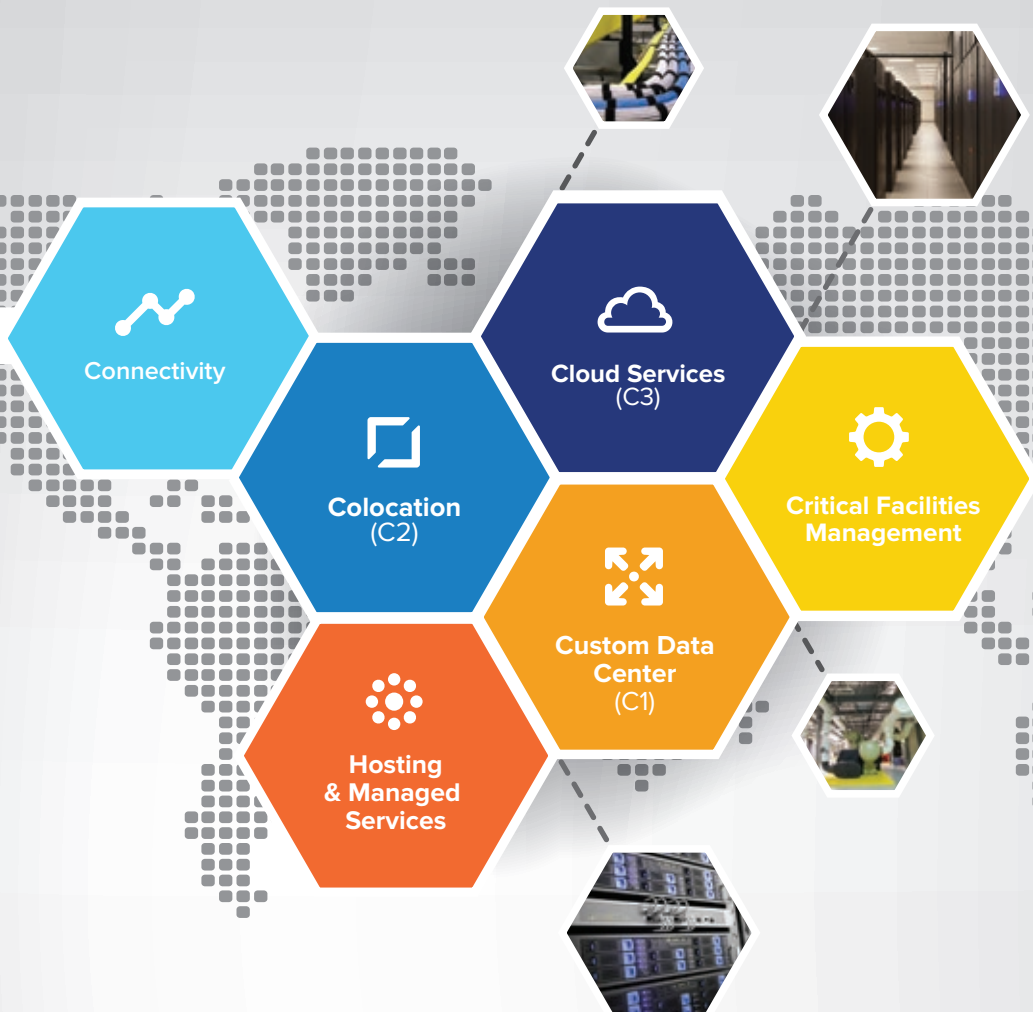 Connectivity
Colocation
(C2)
Cloud Services
(C3)
Critical Facilities
Management
Custom Data
Center
(C1)
Hosting
& Managed
Services